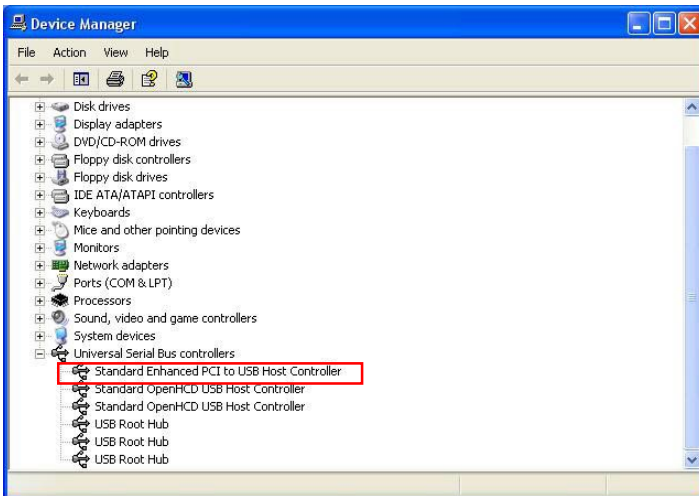 Device Manager
File Action View Help
Disk drives
Display adapters
DVD/CD-ROM drives
Floppy disk controllers
Floppy disk drives
IDE ATA/ATAPI controllers
Keyboards
Mice and other pointing devices
Monitors
Network adapters
Ports (COM & LPT)
Processors
Sound, video and game controllers
System devices
Universal Serial Bus controllers
Standard Enhanced PCI to USB Host Controller
Standard OpenHCD USB Host Controller
Standard OpenHCD USB Host Controller
USB Root Hub
USB Root Hub
USB Root Hub